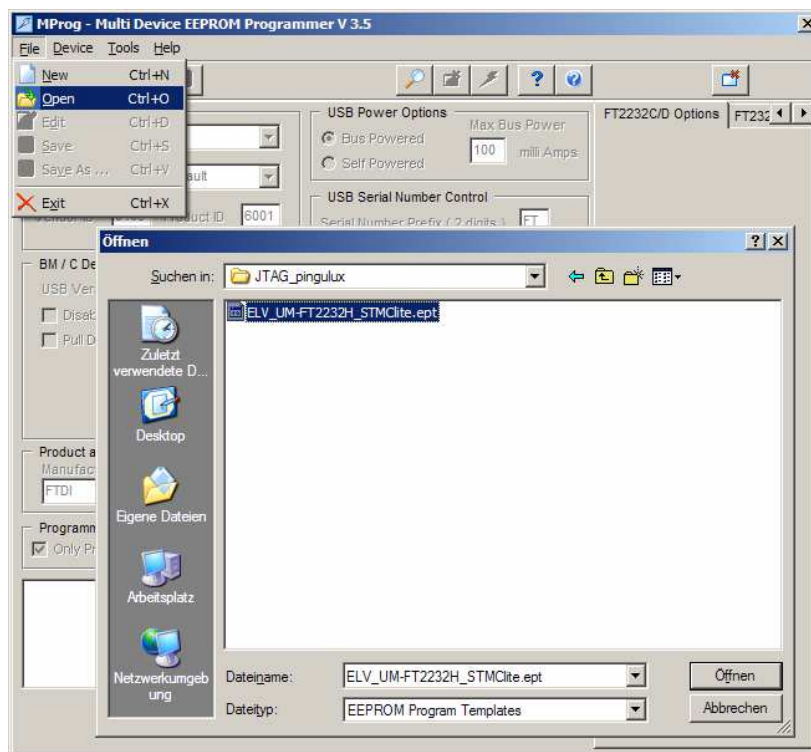 MProg - Multi Device EEPROM Programmer V 3.5
File Device Tools Help
New Ctrl+N
Open Ctrl+O
Edit Ctrl+D
Save Ctrl+S
Save As ... Ctrl+V
Exit Ctrl+X
USB Power Options
Bus Powered
Self Powered
Max Bus Power
100 milli Amps
FT2232C/D Options
FT232
USB Serial Number Control
Serial Number Prefix ( 2 digits ) FT
Product ID 6001
BM / C De
USB Ver
Disab
Pull D
Product a
Manufac
FTDI
Programm
Only Pr
Öffnen
Suchen in: JTAG_pingulux
ELV_UM-FT2232H_STMClite.ept
Zuletzt
verwendete D...
Desktop
Eigene Dateien
Arbeitsplatz
Netzwerkumgeb
ung
Dateiname: ELV_UM-FT2232H_STMClite.ept Öffnen
Dateityp: EEPROM Program Templates Abbrechen